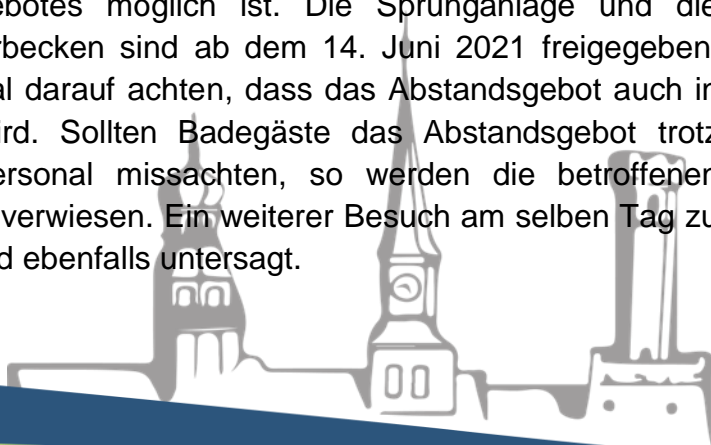 ebotes möglich ist. Die Sprunganlage und die
rbecken sind ab dem 14. Juni 2021 freigegeben
al darauf achten, dass das Abstandsgebot auch in
ird. Sollten Badegäste das Abstandsgebot trotz
ersonal missachten, so werden die betroffenen
verwiesen. Ein weiterer Besuch am selben Tag zu
d ebenfalls untersagt.